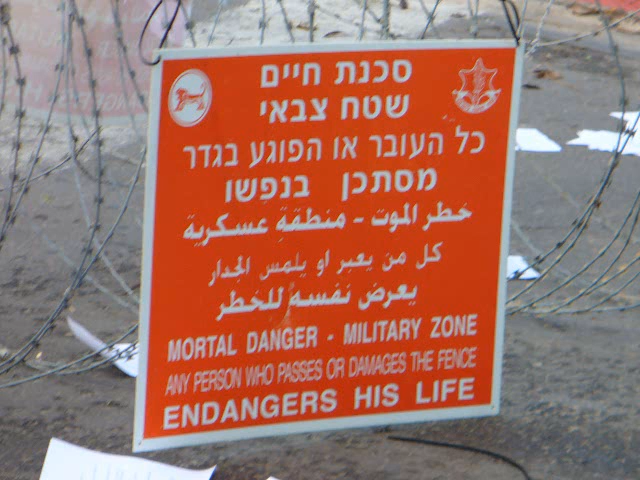 סכנת חיים
שטח צבאי
כל העובר או הפוגע בגדר
מסתכן בנפשו
خطر الموت - منطقة عسكرية
كل من يعبر او يلمس الجدار
يعرض نفسه للخطر
MORTAL DANGER - MILITARY ZONE
ANY PERSON WHO PASSES OR DAMAGES THE FENCE
ENDANGERS HIS LIFE